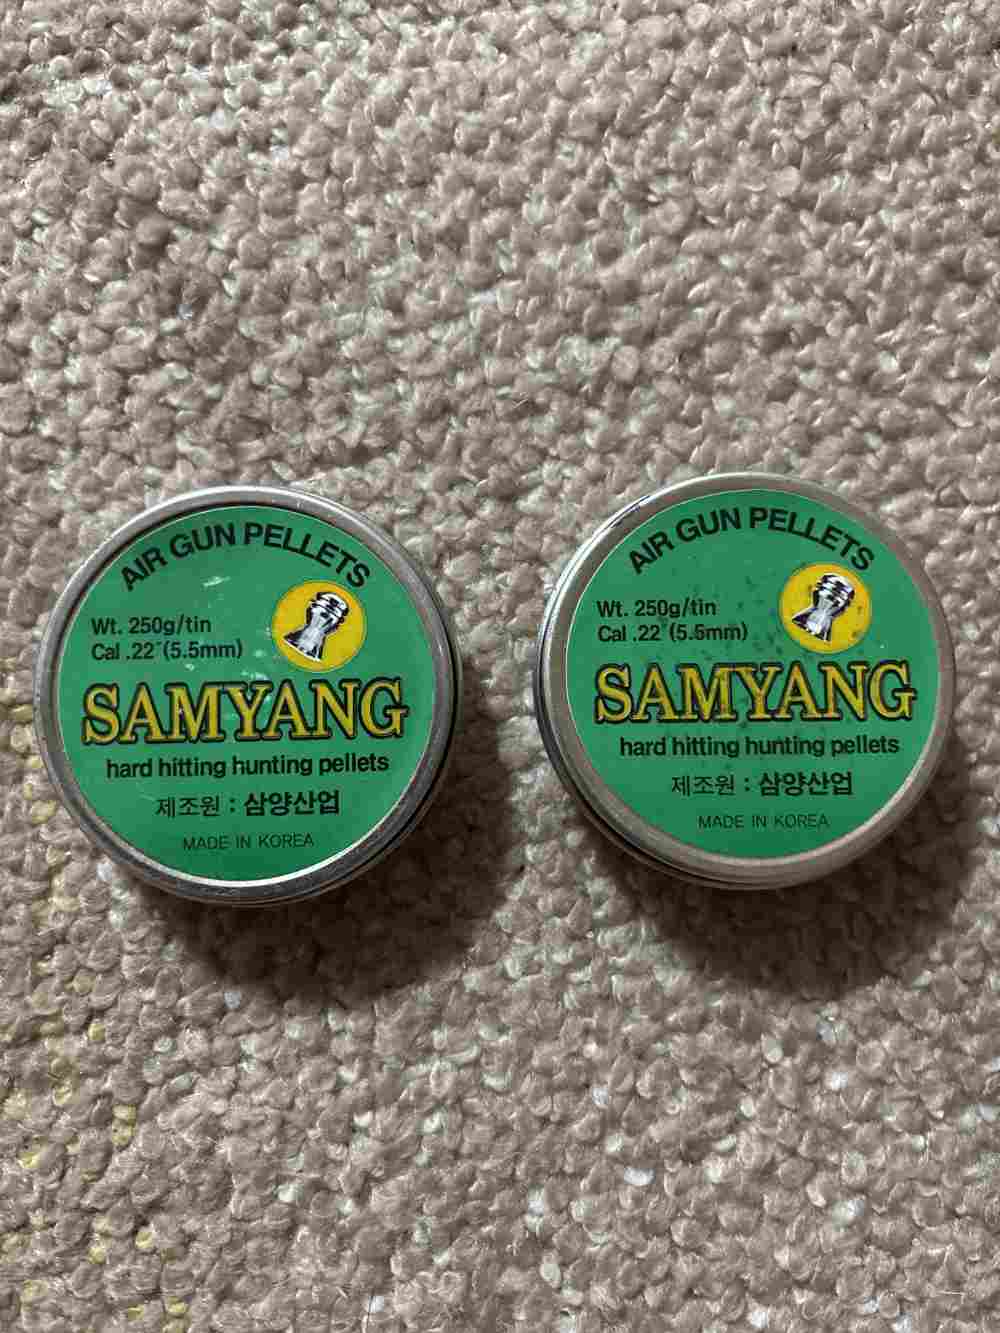 AIR GUN PELLETS
Wt. 250g/tin
Cal .22" (5.5mm)
SAMYANG
hard hitting hunting pellets
제조원 : 삼양산업
MADE IN KOREA
AIR GUN PELLETS
Wt. 250g/tin
Cal .22" (5.5mm)
SAMYANG
hard hitting hunting pellets
제조원 : 삼양산업
MADE IN KOREA